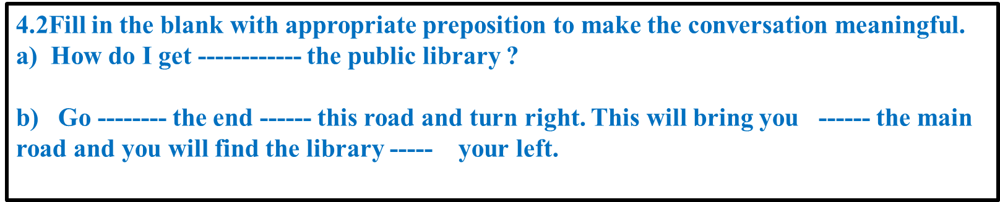 4.2Fill in the blank with appropriate preposition to make the conversation meaningful.
a) How do I get ------------ the public library ?
b) Go -------- the end ------ this road and turn right. This will bring you ------ the main
road and you will find the library ----- your left.